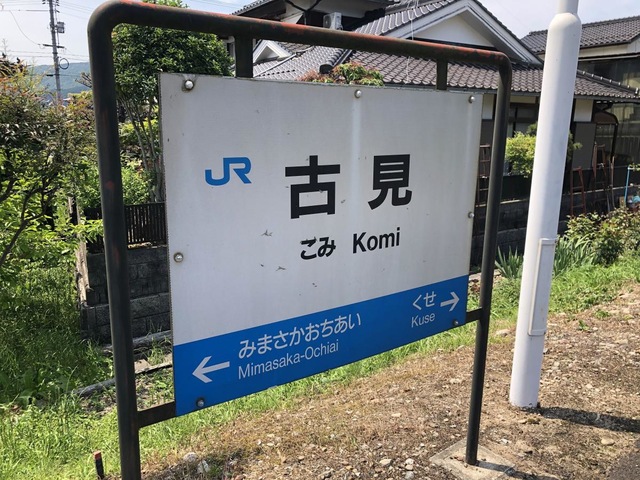 JR 古見
こみ Komi
← みまさかおちあい
Mimasaka-Ochiai
くせ →
Kuse